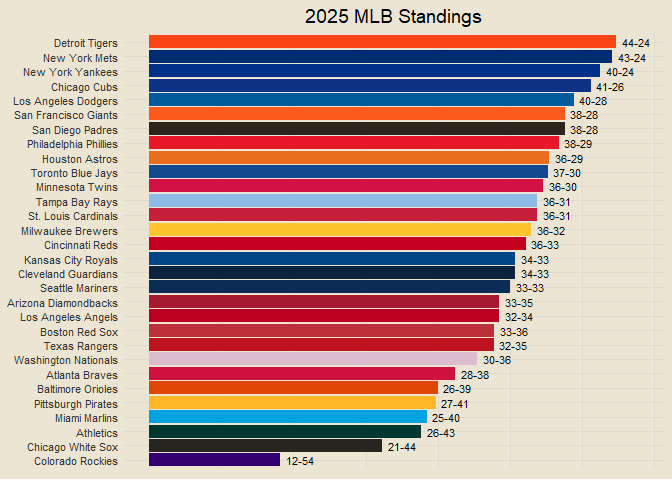 2025 MLB Standings
Detroit Tigers 44-24
New York Mets 43-24
New York Yankees 40-24
Chicago Cubs 41-26
Los Angeles Dodgers 40-28
San Francisco Giants 38-28
San Diego Padres 38-28
Philadelphia Phillies 38-29
Houston Astros 36-29
Toronto Blue Jays 37-30
Minnesota Twins 36-30
Tampa Bay Rays 36-31
St. Louis Cardinals 36-31
Milwaukee Brewers 36-32
Cincinnati Reds 36-33
Kansas City Royals 34-33
Cleveland Guardians 34-33
Seattle Mariners 33-33
Arizona Diamondbacks 33-35
Los Angeles Angels 32-34
Boston Red Sox 33-36
Texas Rangers 32-35
Washington Nationals 30-36
Atlanta Braves 28-38
Baltimore Orioles 26-39
Pittsburgh Pirates 27-41
Miami Marlins 25-40
Athletics 26-43
Chicago White Sox 21-44
Colorado Rockies 12-54